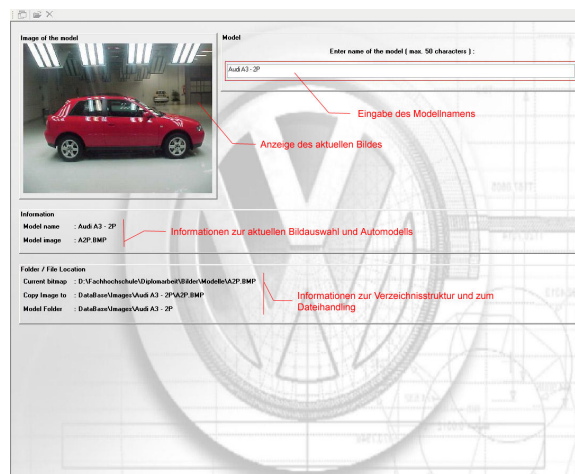 Image of the model
Model
Enter name of the model ( max. 50 characters ) :
Audi A3 - 2P
Eingabe des Modellnamens
Anzeige des aktuellen Bildes
Information
Model name : Audi A3 - 2P
Model image : A2P.BMP
Informationen zur aktuellen Bildauswahl und Automodells
Folder / File Location
Current bitmap : D:\Fachhochschule\Diplomarbeit\Bilder\Modelle\A2P.BMP
Copy Image to : DataBase\Images\Audi A3 - 2P\A2P.BMP
Model Folder : DataBase\Images\Audi A3 - 2P
Informationen zur Verzeichnisstruktur und zum
Dateihandling